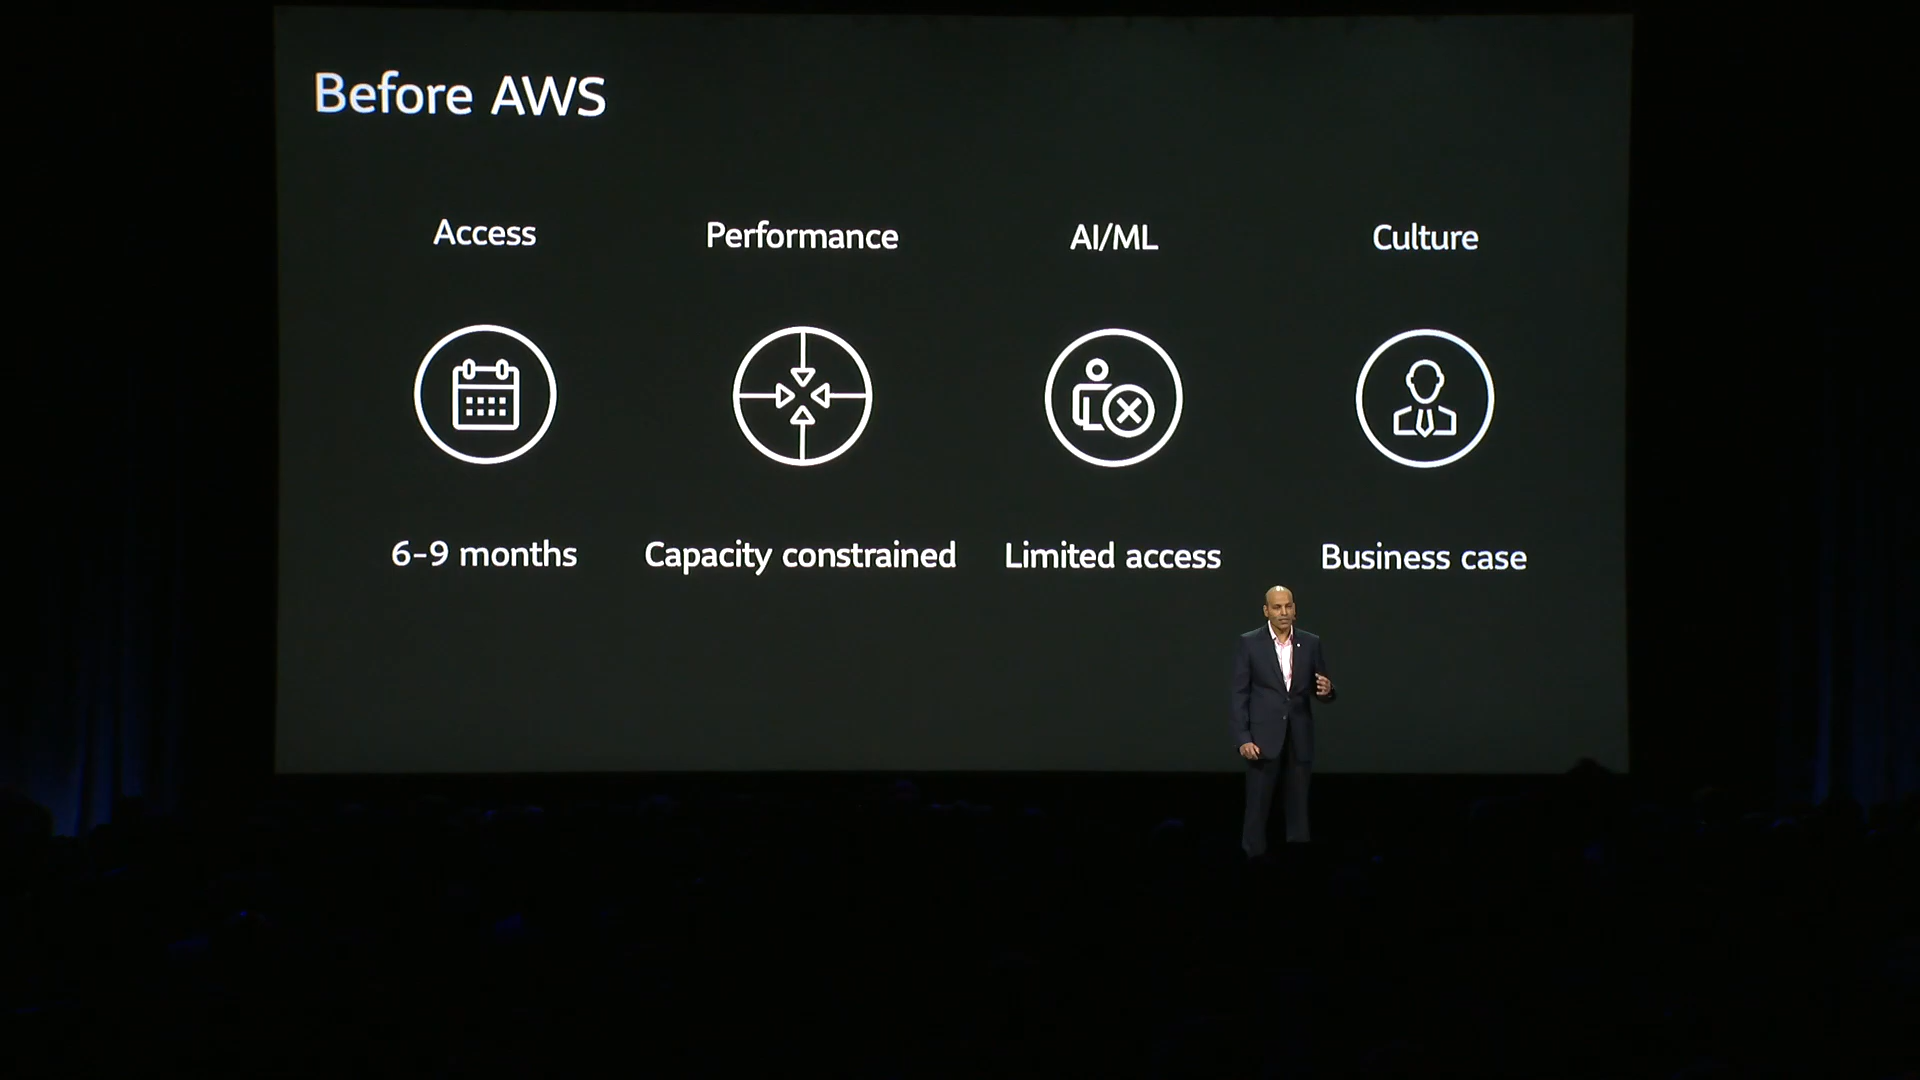 Before AWS
Access
Performance
AI/ML
Culture
6-9 months
Capacity constrained
Limited access
Business case